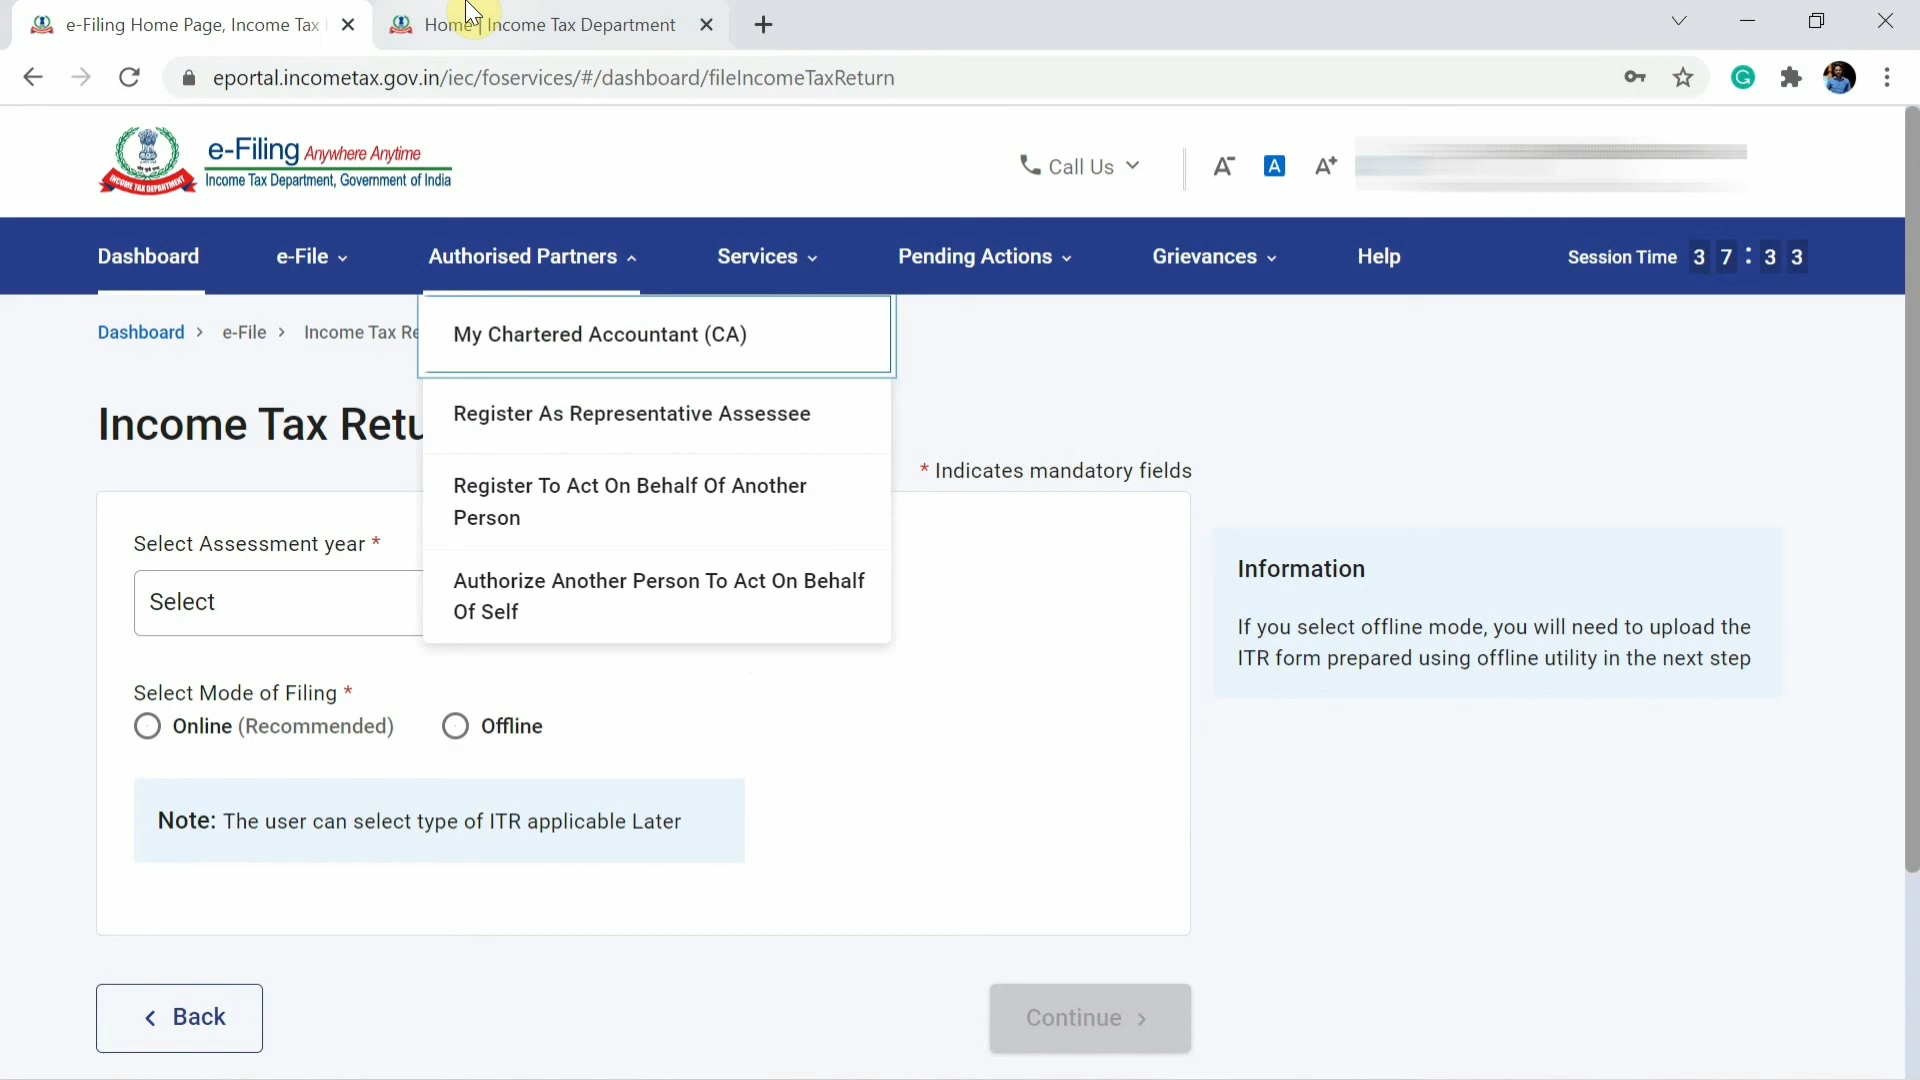 e-Filing Home Page, Income Tax
Home | Income Tax Department
eportal.incometax.gov.in/iec/foservices/#/dashboard/fileIncomeTaxReturn
INCOME TAX DEPARTMENT
e-Filing Anywhere Anytime
Income Tax Department, Government of India
Call Us
A-
A
A+
Dashboard
e-File
Authorised Partners
Services
Pending Actions
Grievances
Help
Session Time 3 7 : 3 3
Dashboard > e-File > Income Tax Re
My Chartered Accountant (CA)
Register As Representative Assessee
Register To Act On Behalf Of Another
Person
Authorize Another Person To Act On Behalf
Of Self
Income Tax Retu
* Indicates mandatory fields
Select Assessment year *
Select
Select Mode of Filing *
Online (Recommended)
Offline
Note: The user can select type of ITR applicable Later
Information
If you select offline mode, you will need to upload the
ITR form prepared using offline utility in the next step
< Back
Continue >